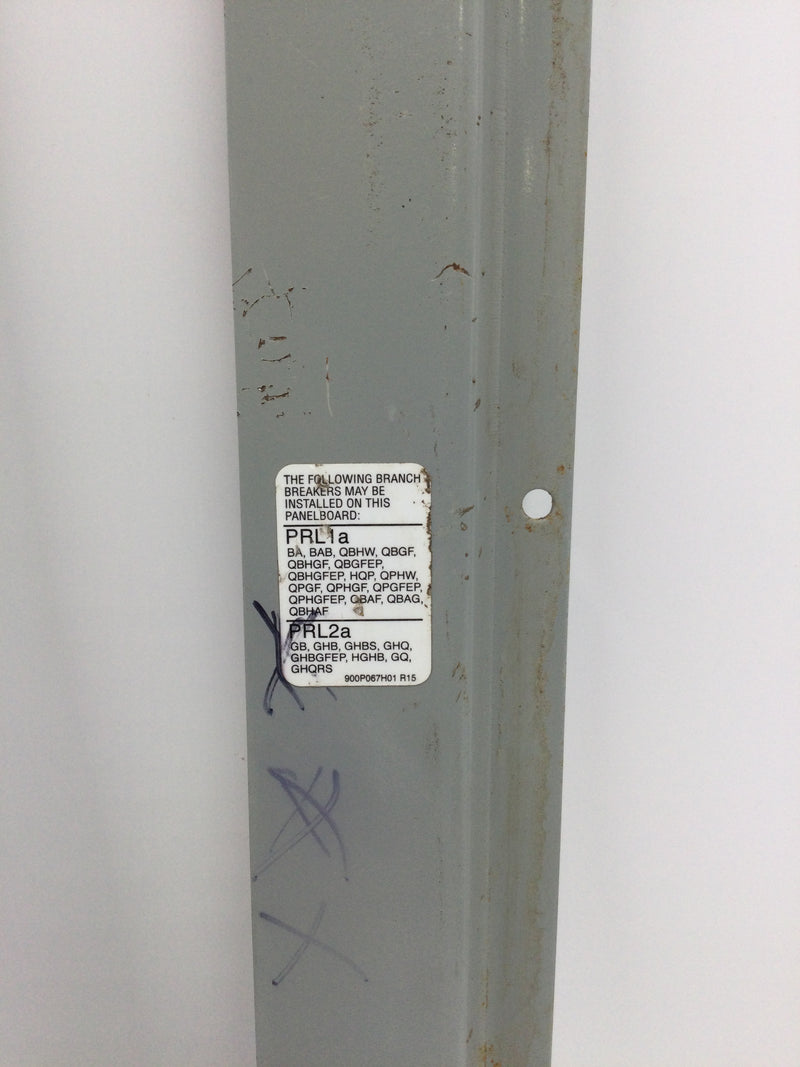 THE FOLLOWING BRANCH
BREAKERS MAY BE
INSTALLED ON THIS
PANELBOARD:
PRL1a
BA, BAB, QBHW, QBGF,
QBHGF, QBGFEP,
QBHGFEP, HQP, QPHW,
QPGF, QPHGF, QPGFEP,
QPHGFEP, QBAF, QBAG,
QBHAF
PRL2a
GB, GHB, GHBS, GHQ,
GHBGFEP, HGHB, GQ,
GHQRS
900P067H01 R15